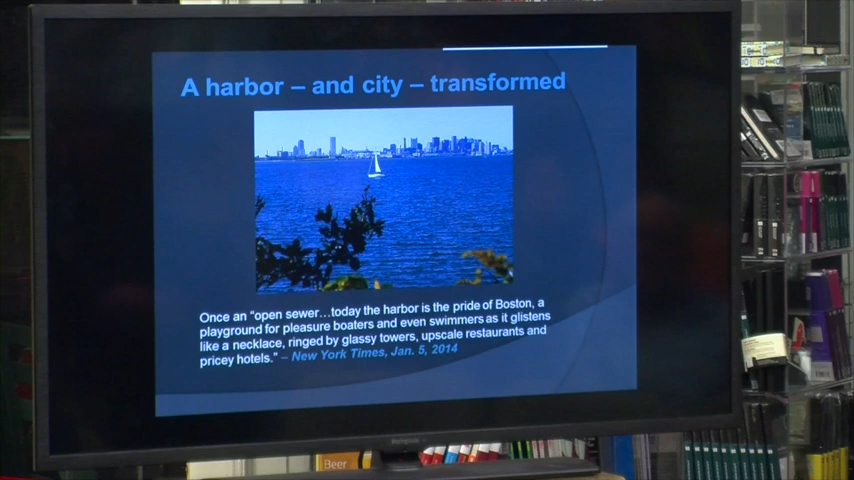 A harbor – and city – transformed
Once an “open sewer…today the harbor is the pride of Boston, a
playground for pleasure boaters and even swimmers as it glistens
like a necklace, ringed by glassy towers, upscale restaurants and
pricey hotels.” – New York Times, Jan. 5, 2014
Westinghouse
Beer